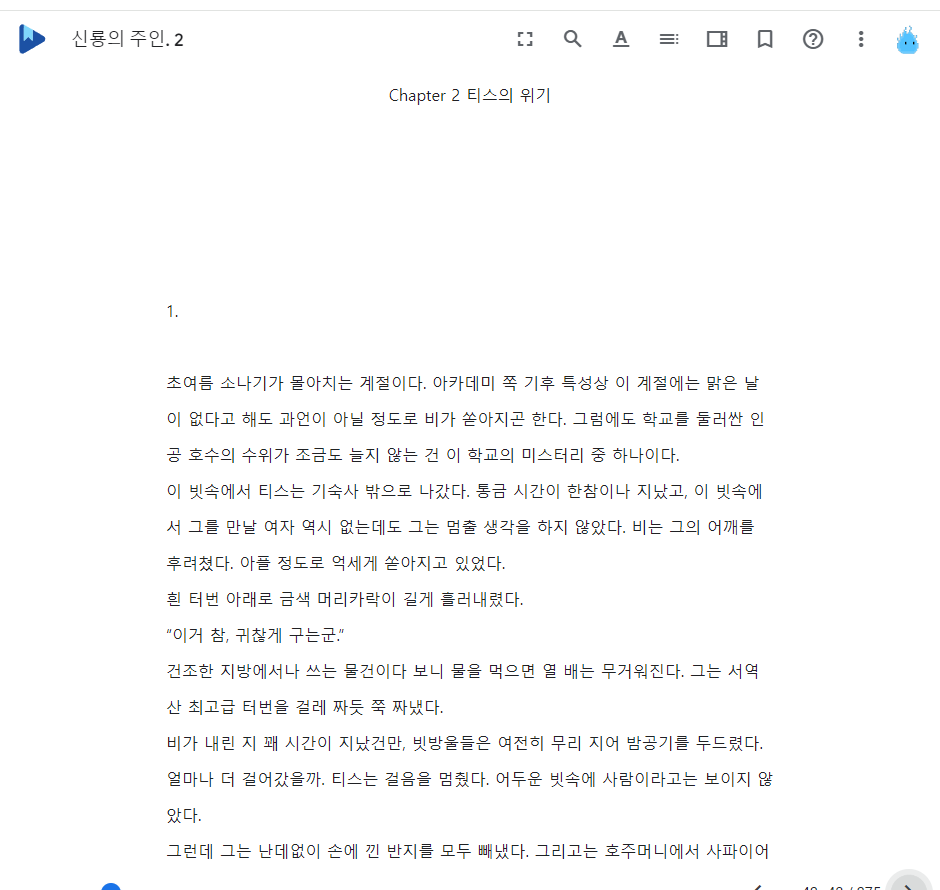 신룡의 주인. 2
Chapter 2 티스의 위기
1.
초여름 소나기가 몰아치는 계절이다. 아카데미 쪽 기후 특성상 이 계절에는 맑은 날
이 없다고 해도 과언이 아닐 정도로 비가 쏟아지곤 한다. 그럼에도 학교를 둘러싼 인
공 호수의 수위가 조금도 늘지 않는 건 이 학교의 미스터리 중 하나이다.
이 빗속에서 티스는 기숙사 밖으로 나갔다. 통금 시간이 한참이나 지났고, 이 빗속에
서 그를 만날 여자 역시 없는데도 그는 멈출 생각을 하지 않았다. 비는 그의 어깨를
후려쳤다. 아플 정도로 억세게 쏟아지고 있었다.
흰 터번 아래로 금색 머리카락이 길게 흘러내렸다.
“이거 참, 귀찮게 구는군.”
건조한 지방에서나 쓰는 물건이다 보니 물을 먹으면 열 배는 무거워진다. 그는 서역
산 최고급 터번을 걸레 짜듯 쭉 짜냈다.
비가 내린 지 꽤 시간이 지났건만, 빗방울들은 여전히 무리 지어 밤공기를 두드렸다.
얼마나 더 걸어갔을까. 티스는 걸음을 멈췄다. 어두운 빗속에 사람이라고는 보이지 않
았다.
그런데 그는 난데없이 손에 낀 반지를 모두 빼냈다. 그리고는 호주머니에서 사파이어